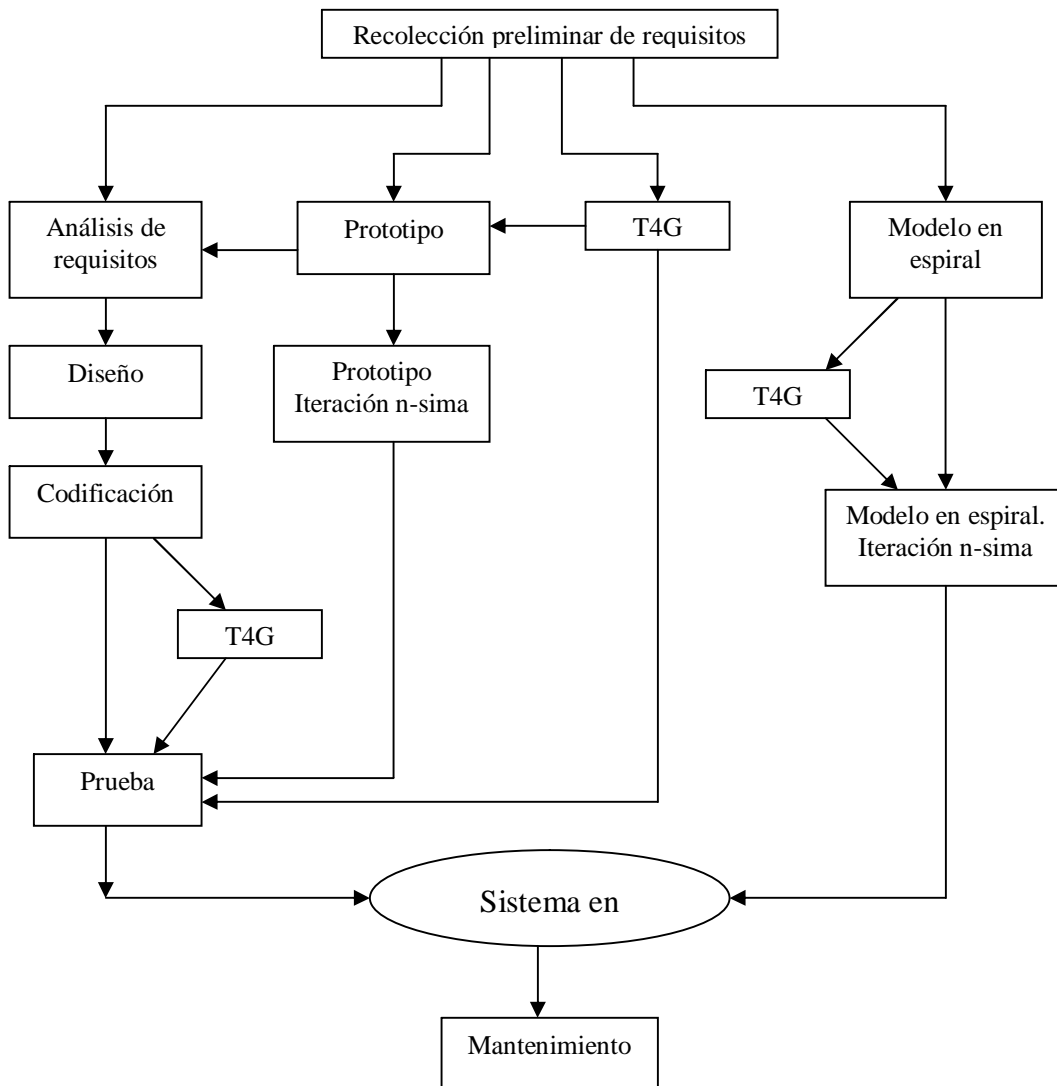 Recolección preliminar de requisitos
Análisis de
requisitos
Prototipo
T4G
Modelo en
espiral
Diseño
Prototipo
Iteración n-sima
T4G
Codificación
Modelo en espiral.
Iteración n-sima
T4G
Prueba
Sistema en
Mantenimiento